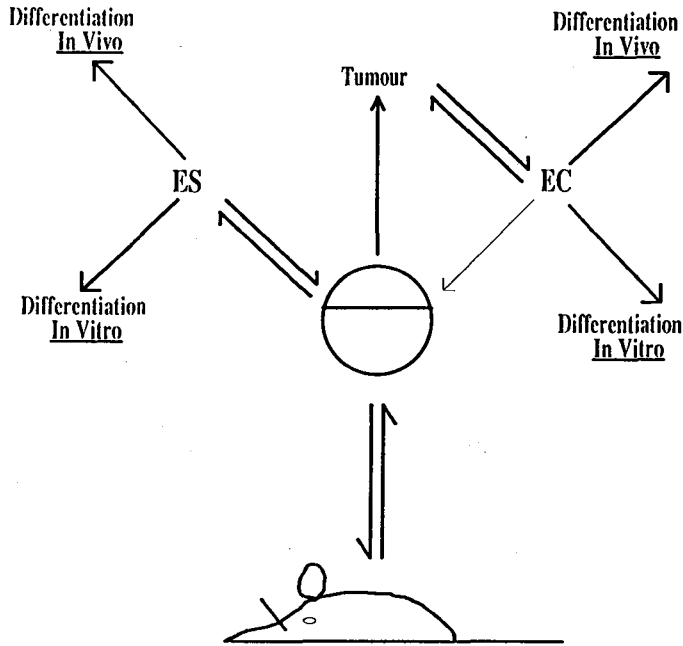 Differentiation
In Vivo
Tumour
Differentiation
In Vivo
ES
EC
Differentiation
In Vitro
Differentiation
In Vitro